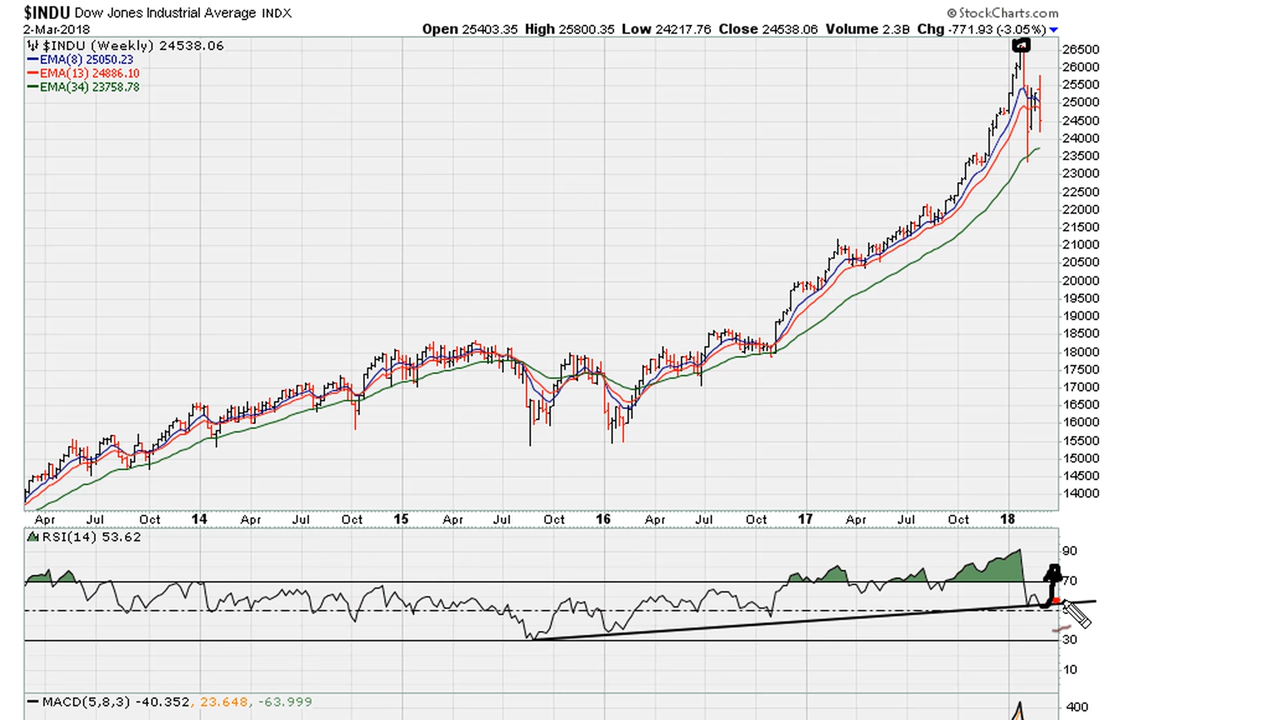 $INDU Dow Jones Industrial Average INDX
© StockCharts.com
2-Mar-2018
Open 25403.35 High 25800.35 Low 24217.76 Close 24538.06 Volume 2.3B Chg -771.93 (-3.05%)
$INDU (Weekly) 24538.06
EMA(8) 25050.23
EMA(13) 24886.10
EMA(34) 23758.78
26500
26000
25500
25000
24500
24000
23500
23000
22500
22000
21500
21000
20500
20000
19500
19000
18500
18000
17500
17000
16500
16000
15500
15000
14500
14000
Apr Jul Oct 14 Apr Jul Oct 15 Apr Jul Oct 16 Apr Jul Oct 17 Apr Jul Oct 18
RSI(14) 53.62
90
70
30
10
MACD(5,8,3) -40.352, 23.648, -63.999
400